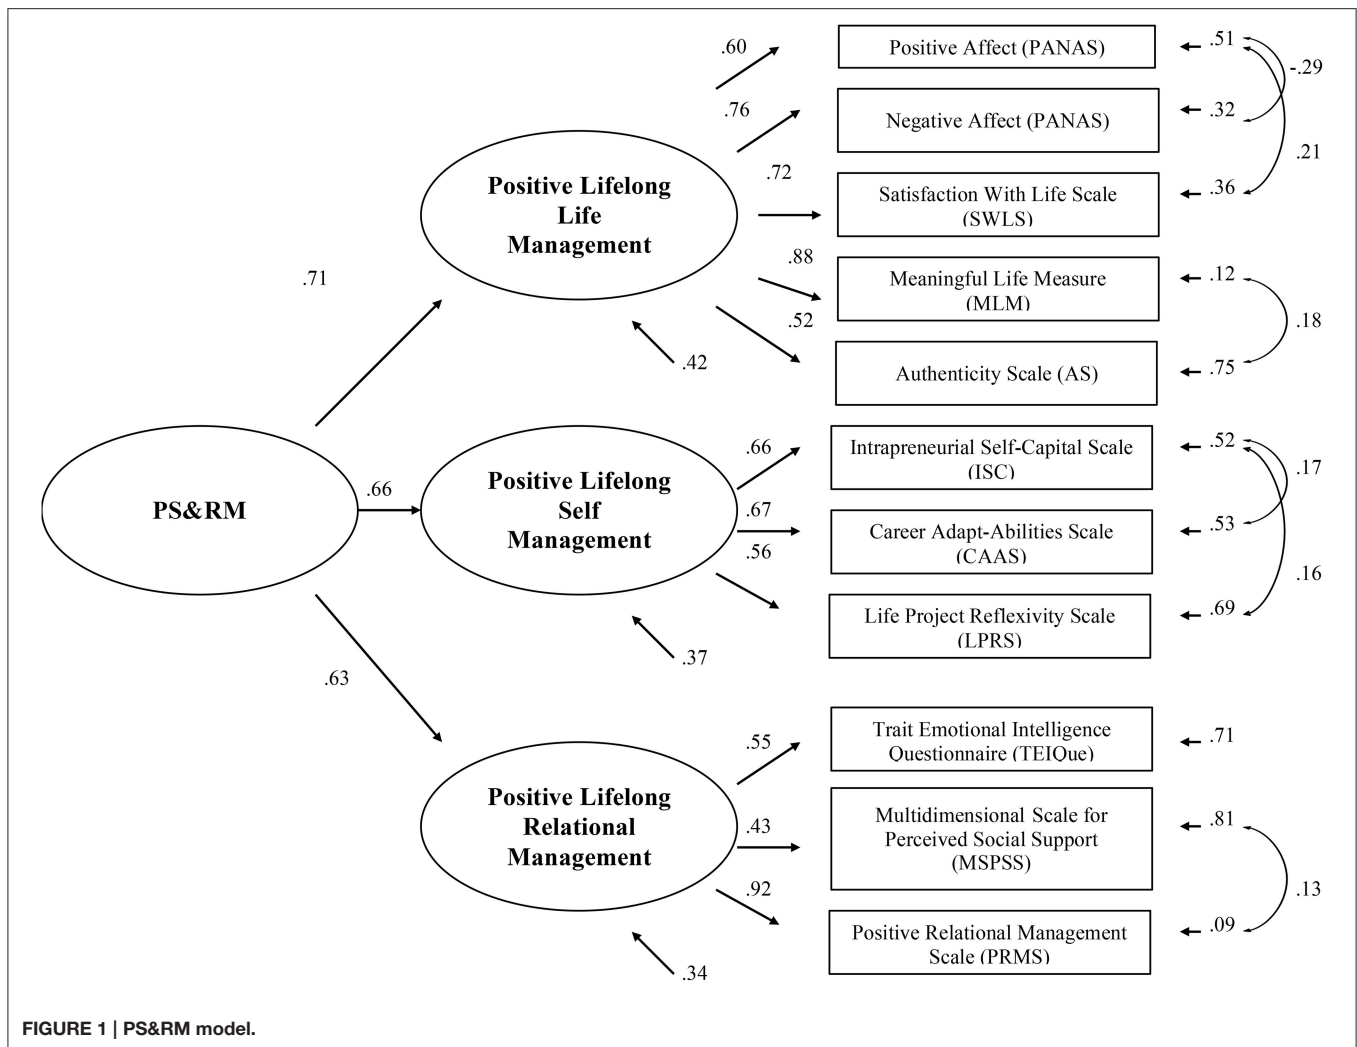 .60
Positive Affect (PANAS)
.51
-.29
.76
Negative Affect (PANAS)
.32
.21
.72
Positive Lifelong
Life
Management
Satisfaction With Life Scale
(SWLS)
.36
.88
Meaningful Life Measure
(MLM)
.12
.18
.71
.52
.42
Authenticity Scale (AS)
.75
.66
Intrapreneurial Self-Capital Scale
(ISC)
.52
.17
PS&RM
.66
Positive Lifelong
Self
Management
.67
Career Adapt-Abilities Scale
(CAAS)
.53
.56
.16
Life Project Reflexivity Scale
(LPRS)
.69
.37
.63
.55
Trait Emotional Intelligence
Questionnaire (TEIQue)
.71
Positive Lifelong
Relational
Management
.43
Multidimensional Scale for
Perceived Social Support
(MSPSS)
.81
.13
.92
Positive Relational Management
Scale (PRMS)
.09
.34
FIGURE 1 | PS&RM model.